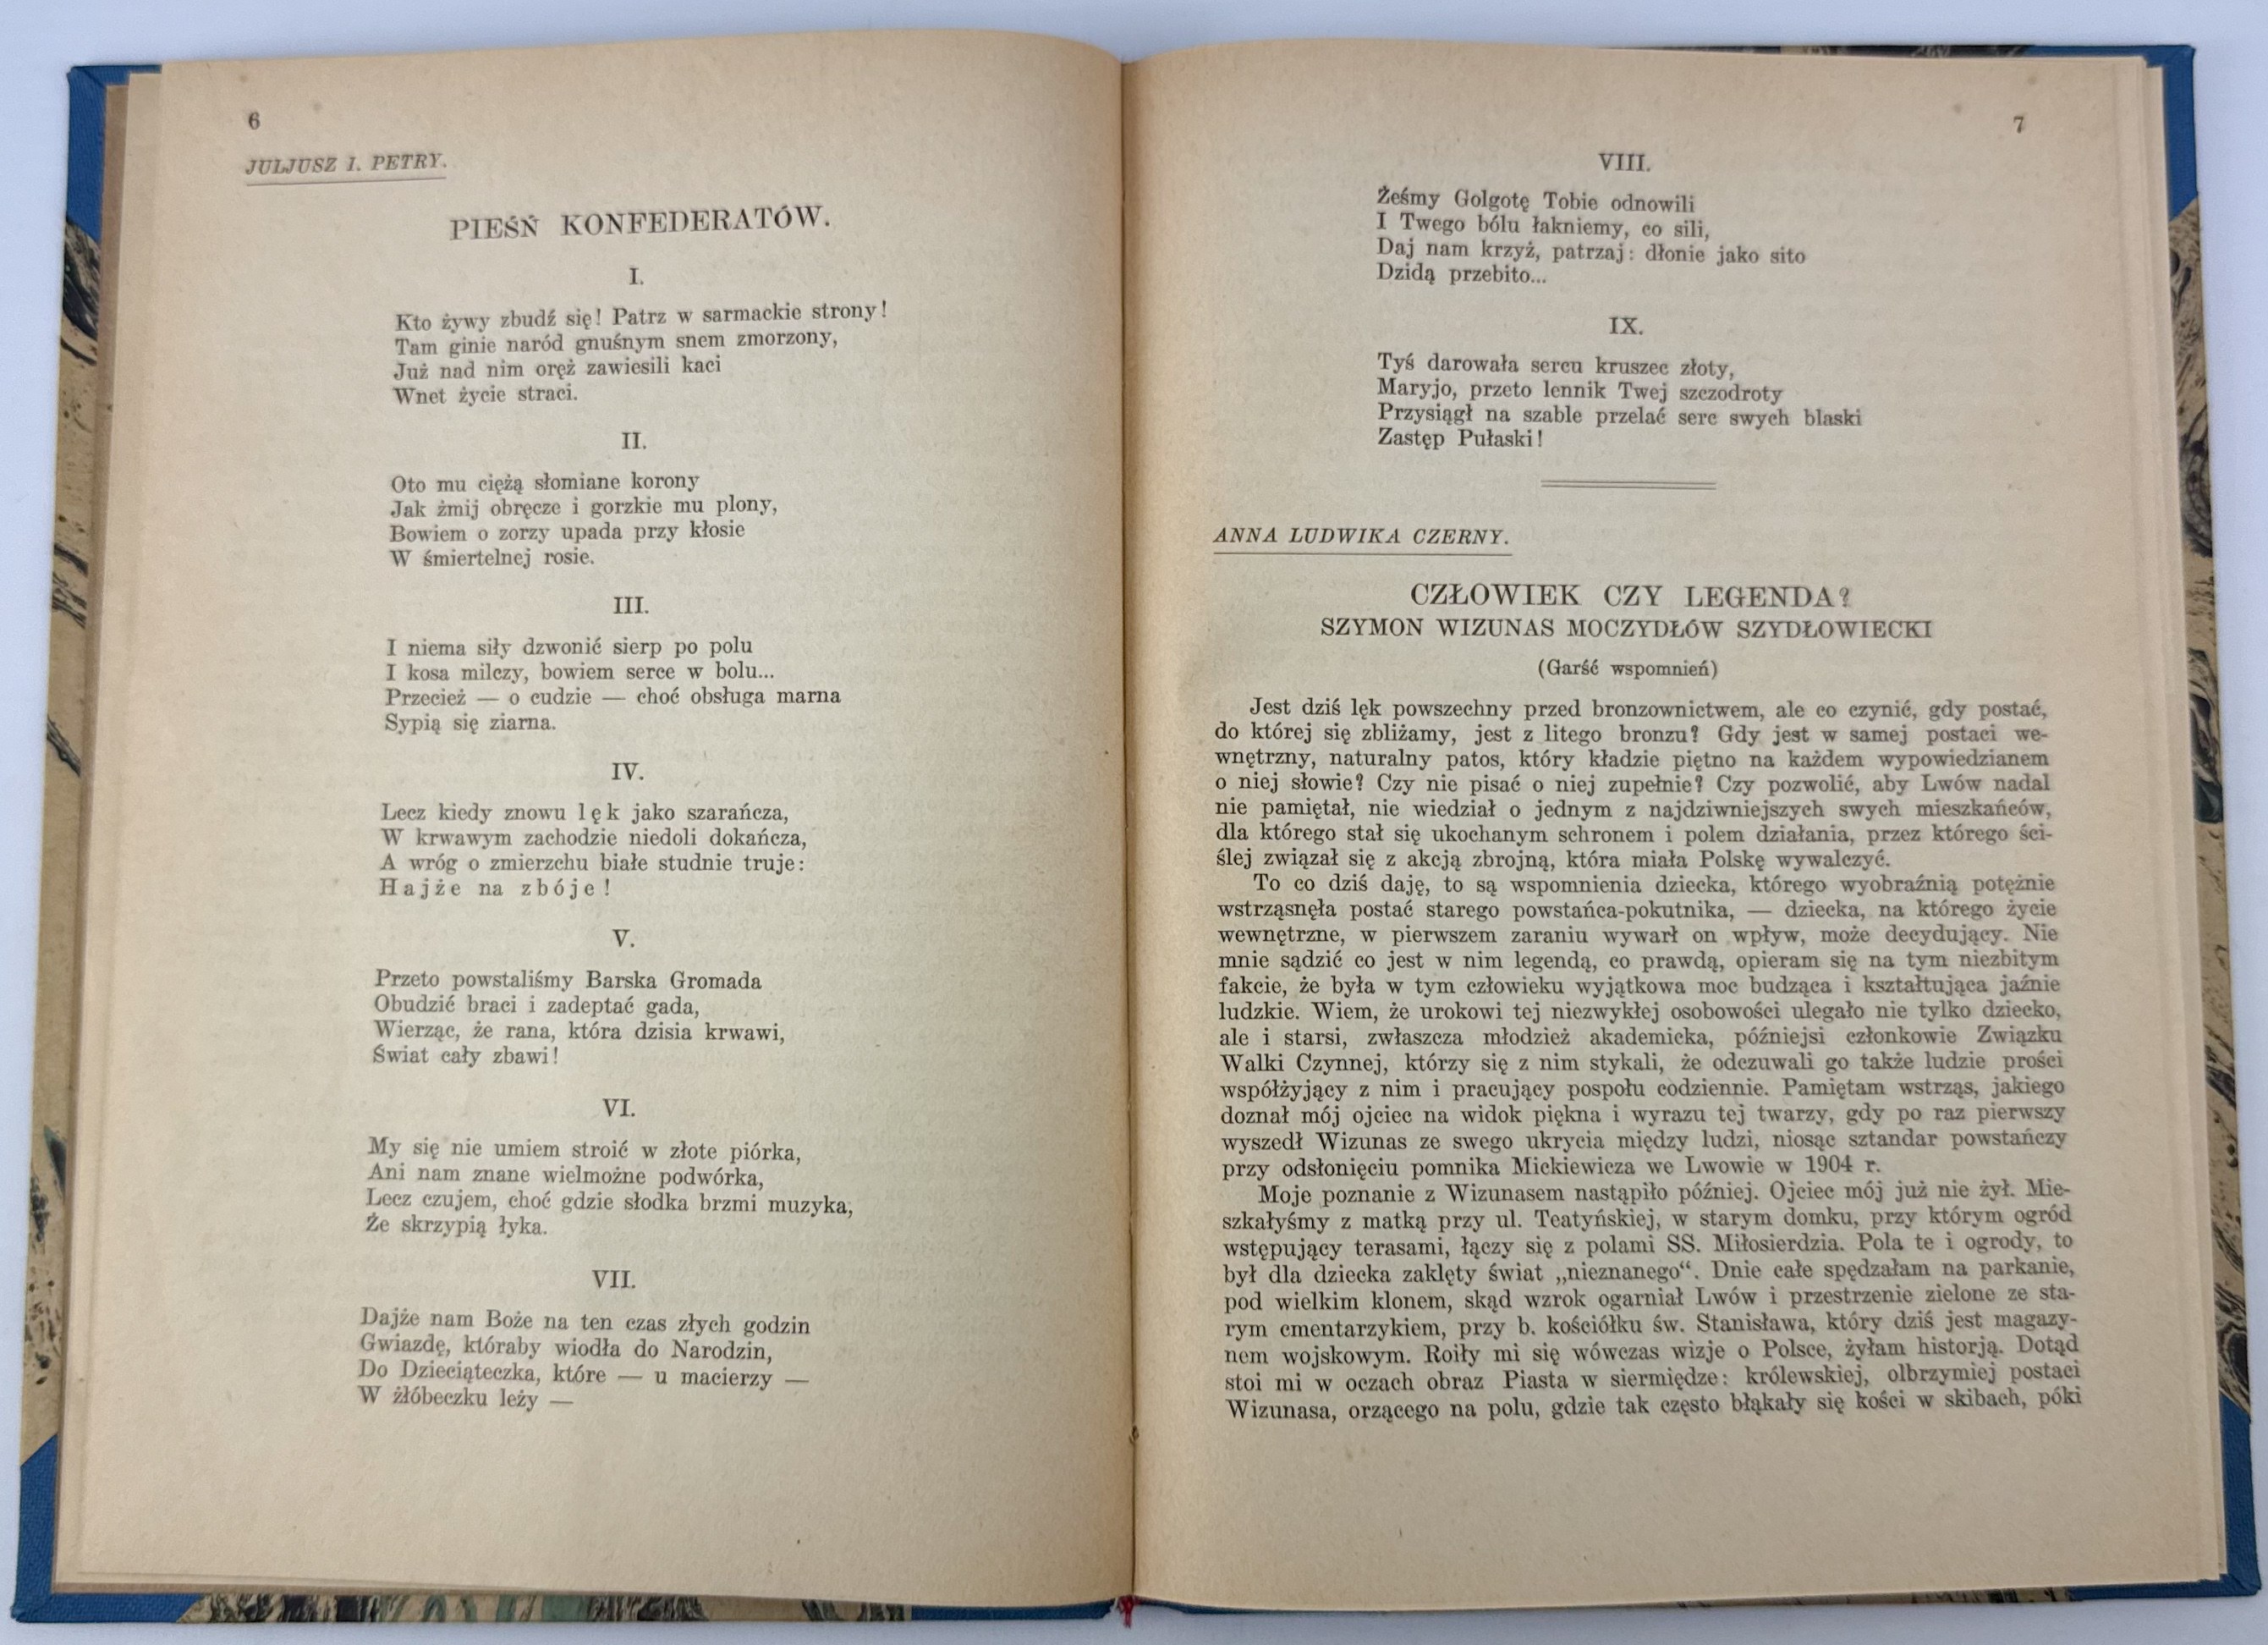 6
JULJUSZ I. PETRY.
PIEŚŃ KONFEDERATÓW.
I.
Kto żywy zbudź się! Patrz w sarmackie strony!
Tam ginie naród gnuśnym snem zmorzony,
Już nad nim oręż zawiesili kaci
Wnet życie straci.
II.
Oto mu ciężą słomiane korony
Jak żmij obręcze i gorzkie mu plony,
Bowiem o zorzy upada przy kłosie
W śmiertelnej rosie.
III.
I niema siły dzwonić sierp po polu
I kosa milczy, bowiem serce w bolu...
Przecież — o cudzie — choć obsługa marna
Sypią się ziarna.
IV.
Lecz kiedy znowu lęk jako szarańcza,
W krwawym zachodzie niedoli dokańcza,
A wróg o zmierzchu białe studnie truje:
Hajże na zbóje!
V.
Przeto powstaliśmy Barska Gromada
Obudzić braci i zadeptać gada,
Wierząc, że rana, która dzisia krwawi,
Świat cały zbawi!
VI.
My się nie umiem stroić w złote piórka,
Ani nam znane wielmożne podwórka,
Lecz czujem, choć gdzie słodka brzmi muzyka,
Że skrzypią łyka.
VII.
Dajże nam Boże na ten czas złych godzin
Gwiazdę, któraby wiodła do Narodzin,
Do Dzieciąteczka, które — u macierzy —
W żłóbeczku leży —
7
VIII.
Żeśmy Golgotę Tobie odnowili
I Twego bólu łakniemy, co sili,
Daj nam krzyż, patrzaj: dłonie jako sito
Dzidą przebito...
IX.
Tyś darowała sercu kruszec złoty,
Maryjo, przeto lennik Twej szczodroty
Przysiągł na szable przelać serc swych blaski
Zastęp Pułaski!
ANNA LUDWIKA CZERNY.
CZŁOWIEK CZY LEGENDA?
SZYMON WIZUNAS MOCZYDŁÓW SZYDŁOWIECKI
(Garść wspomnień)
Jest dziś lęk powszechny przed bronzownictwem, ale co czynić, gdy postać,
do której się zbliżamy, jest z litego bronzu? Gdy jest w samej postaci we-
wnętrzny, naturalny patos, który kładzie piętno na każdem wypowiedzianem
o niej słowie? Czy nie pisać o niej zupełnie? Czy pozwolić, aby Lwów nadal
nie pamiętał, nie wiedział o jednym z najdziwniejszych swych mieszkańców,
dla którego stał się ukochanym schronem i polem działania, przez którego ści-
ślej związał się z akcją zbrojną, która miała Polskę wywalczyć.
To co dziś daję, to są wspomnienia dziecka, którego wyobraźnią potężnie
wstrząsnęła postać starego powstańca-pokutnika, — dziecka, na którego życie
wewnętrzne, w pierwszem zaraniu wywarł on wpływ, może decydujący. Nie
mnie sądzić co jest w nim legendą, co prawdą, opieram się na tym niezbitym
fakcie, że była w tym człowieku wyjątkowa moc budząca i kształtująca jaźnie
ludzkie. Wiem, że urokowi tej niezwykłej osobowości ulegało nie tylko dziecko,
ale i starsi, zwłaszcza młodzież akademicka, późniejsi członkowie Związku
Walki Czynnej, którzy się z nim stykali, że odczuwali go także ludzie prości
współżyjący z nim i pracujący pospołu codziennie. Pamiętam wstrząs, jakiego
doznał mój ojciec na widok piękna i wyrazu tej twarzy, gdy po raz pierwszy
wyszedł Wizunas ze swego ukrycia między ludzi, niosąc sztandar powstańczy
przy odsłonięciu pomnika Mickiewicza we Lwowie w 1904 r.
Moje poznanie z Wizunasem nastąpiło później. Ojciec mój już nie żył. Mie-
szkałyśmy z matką przy ul. Teatyńskiej, w starym domku, przy którym ogród
wstępujący terasami, łączy się z polami SS. Miłosierdzia. Pola te i ogrody, to
był dla dziecka zaklęty świat „nieznanego“. Dnie całe spędzałam na parkanie,
pod wielkim klonem, skąd wzrok ogarniał Lwów i przestrzenie zielone ze sta-
rym cmentarzykiem, przy b. kościółku św. Stanisława, który dziś jest magazy-
nem wojskowym. Roiły mi się wówczas wizje o Polsce, żyłam historją. Dotąd
stoi mi w oczach obraz Piasta w siermiędze: królewskiej, olbrzymiej postaci
Wizunasa, orzącego na polu, gdzie tak często błąkały się kości w skibach, póki